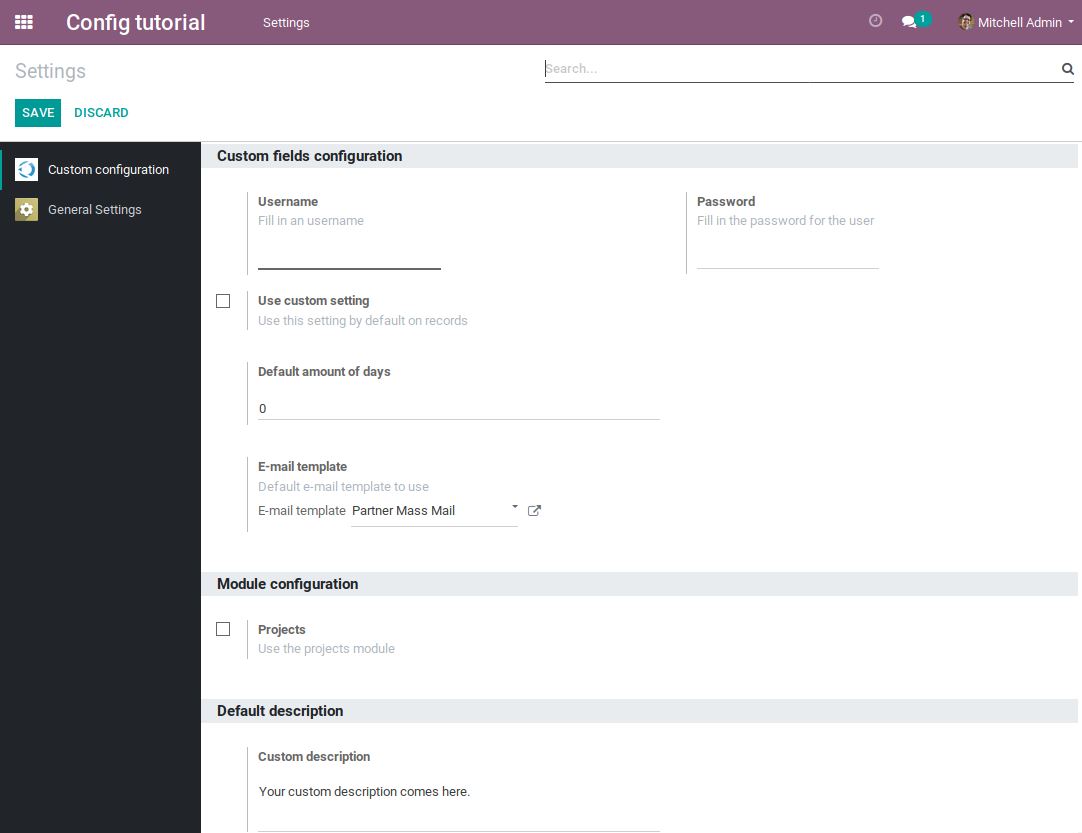 Config tutorial Settings 1 Mitchell Admin
Settings Search...
SAVE DISCARD
Custom configuration
General Settings
Custom fields configuration
Username Password
Fill in an username Fill in the password for the user
Use custom setting
Use this setting by default on records
Default amount of days
0
E-mail template
Default e-mail template to use
E-mail template Partner Mass Mail
Module configuration
Projects
Use the projects module
Default description
Custom description
Your custom description comes here.